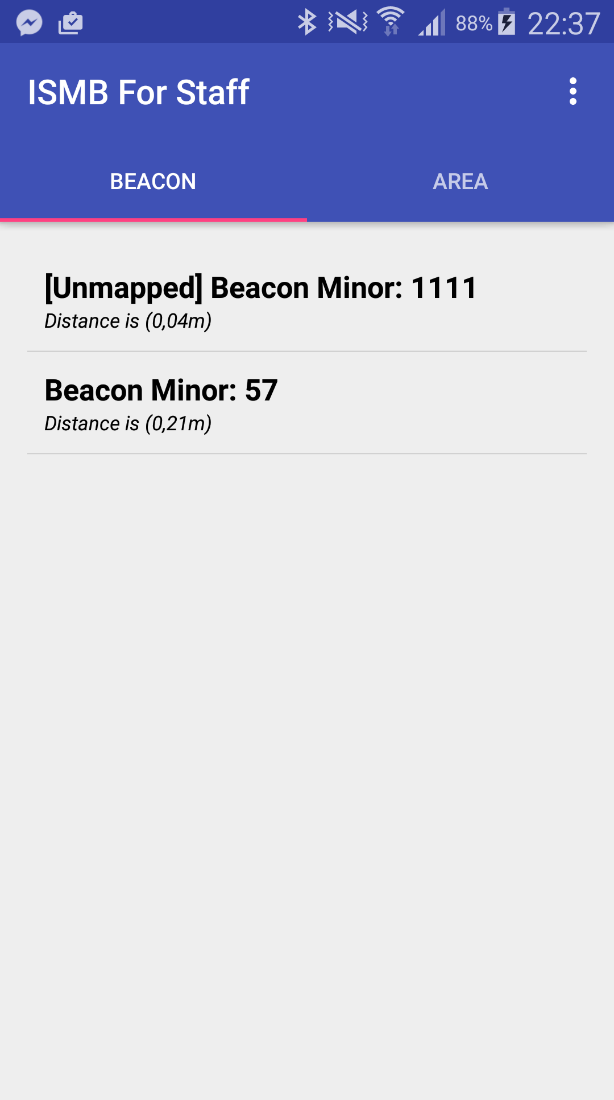 88% 22:37
ISMB For Staff
BEACON AREA
[Unmapped] Beacon Minor: 1111
Distance is (0,04m)
Beacon Minor: 57
Distance is (0,21m)